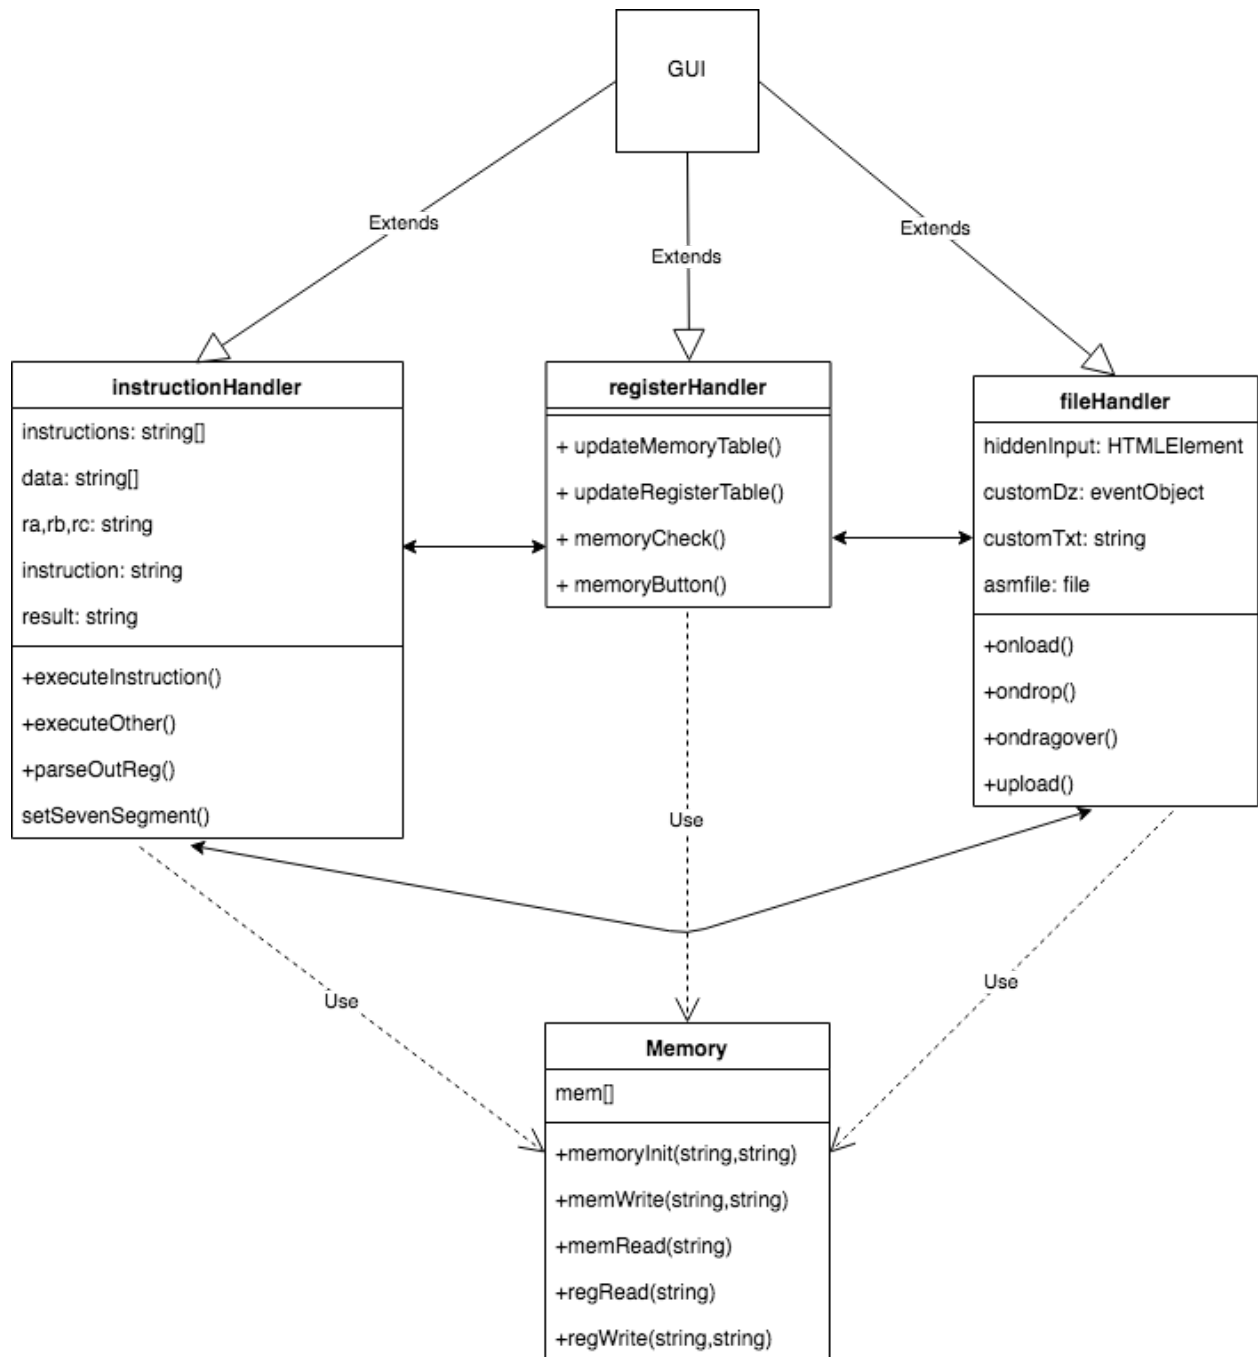 GUI
Extends
Extends
Extends
instructionHandler
instructions: string[]
data: string[]
ra,rb,rc: string
instruction: string
result: string
+executeInstruction()
+executeOther()
+parseOutReg()
setSevenSegment()
registerHandler
+ updateMemoryTable()
+ updateRegisterTable()
+ memoryCheck()
+ memoryButton()
fileHandler
hiddenInput: HTMLElement
customDz: eventObject
customTxt: string
asmfile: file
+onload()
+ondrop()
+ondragover()
+upload()
Use
Use
Use
Memory
mem[]
+memoryInit(string,string)
+memWrite(string,string)
+memRead(string)
+regRead(string)
+regWrite(string,string)